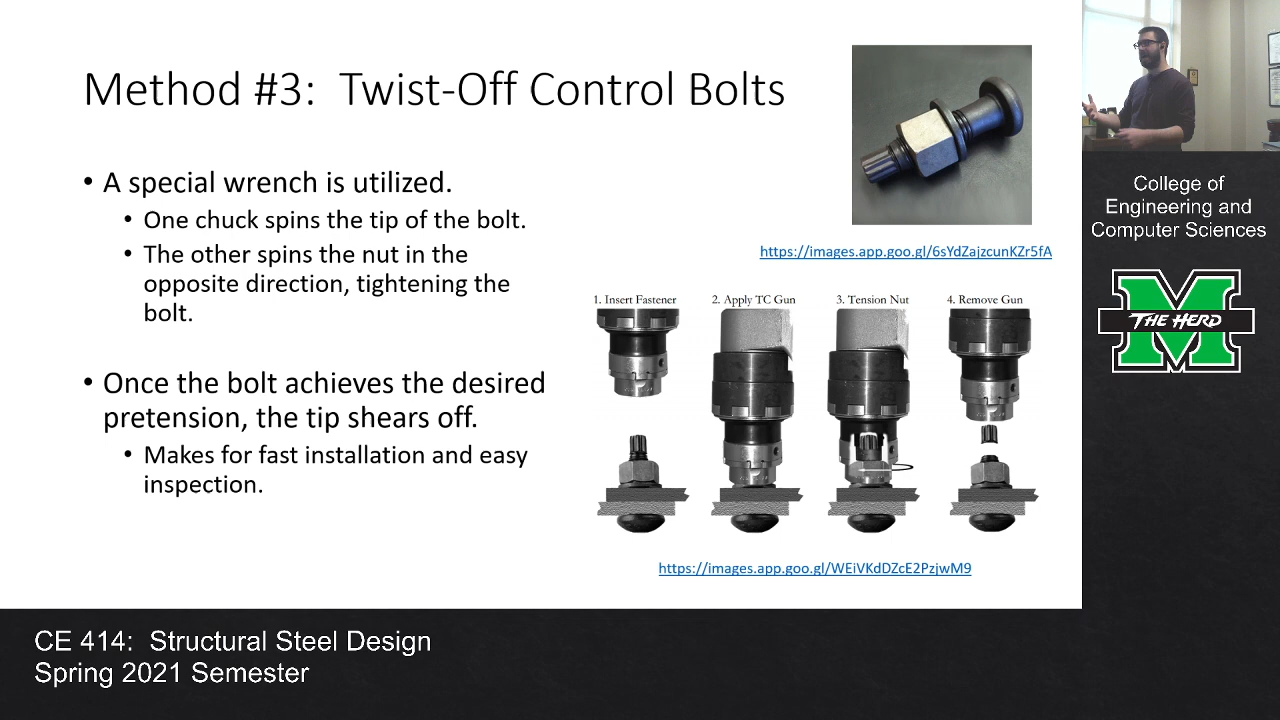 Method #3: Twist-Off Control Bolts
• A special wrench is utilized.
• One chuck spins the tip of the bolt.
• The other spins the nut in the
opposite direction, tightening the
bolt.
• Once the bolt achieves the desired
pretension, the tip shears off.
• Makes for fast installation and easy
inspection.
https://images.app.goo.gl/6sYdZajzcunKZr5fA
1. Insert Fastener
2. Apply TC Gun
3. Tension Nut
4. Remove Gun
https://images.app.goo.gl/WEiVKdDZcE2PzjwM9
College of
Engineering and
Computer Sciences
THE HERD
CE 414: Structural Steel Design
Spring 2021 Semester